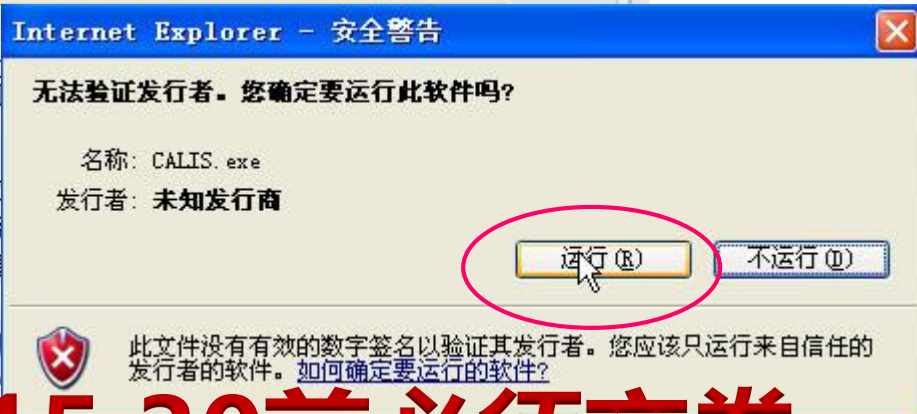 Internet Explorer - 安全警告
无法验证发行者。您确定要运行此软件吗?
名称: CALIS.exe
发行者: 未知发行商
运行(R)
不运行(D)
此文件没有有效的数字签名以验证其发行者。您应该只运行来自信任的
发行者的软件。如何确定要运行的软件?